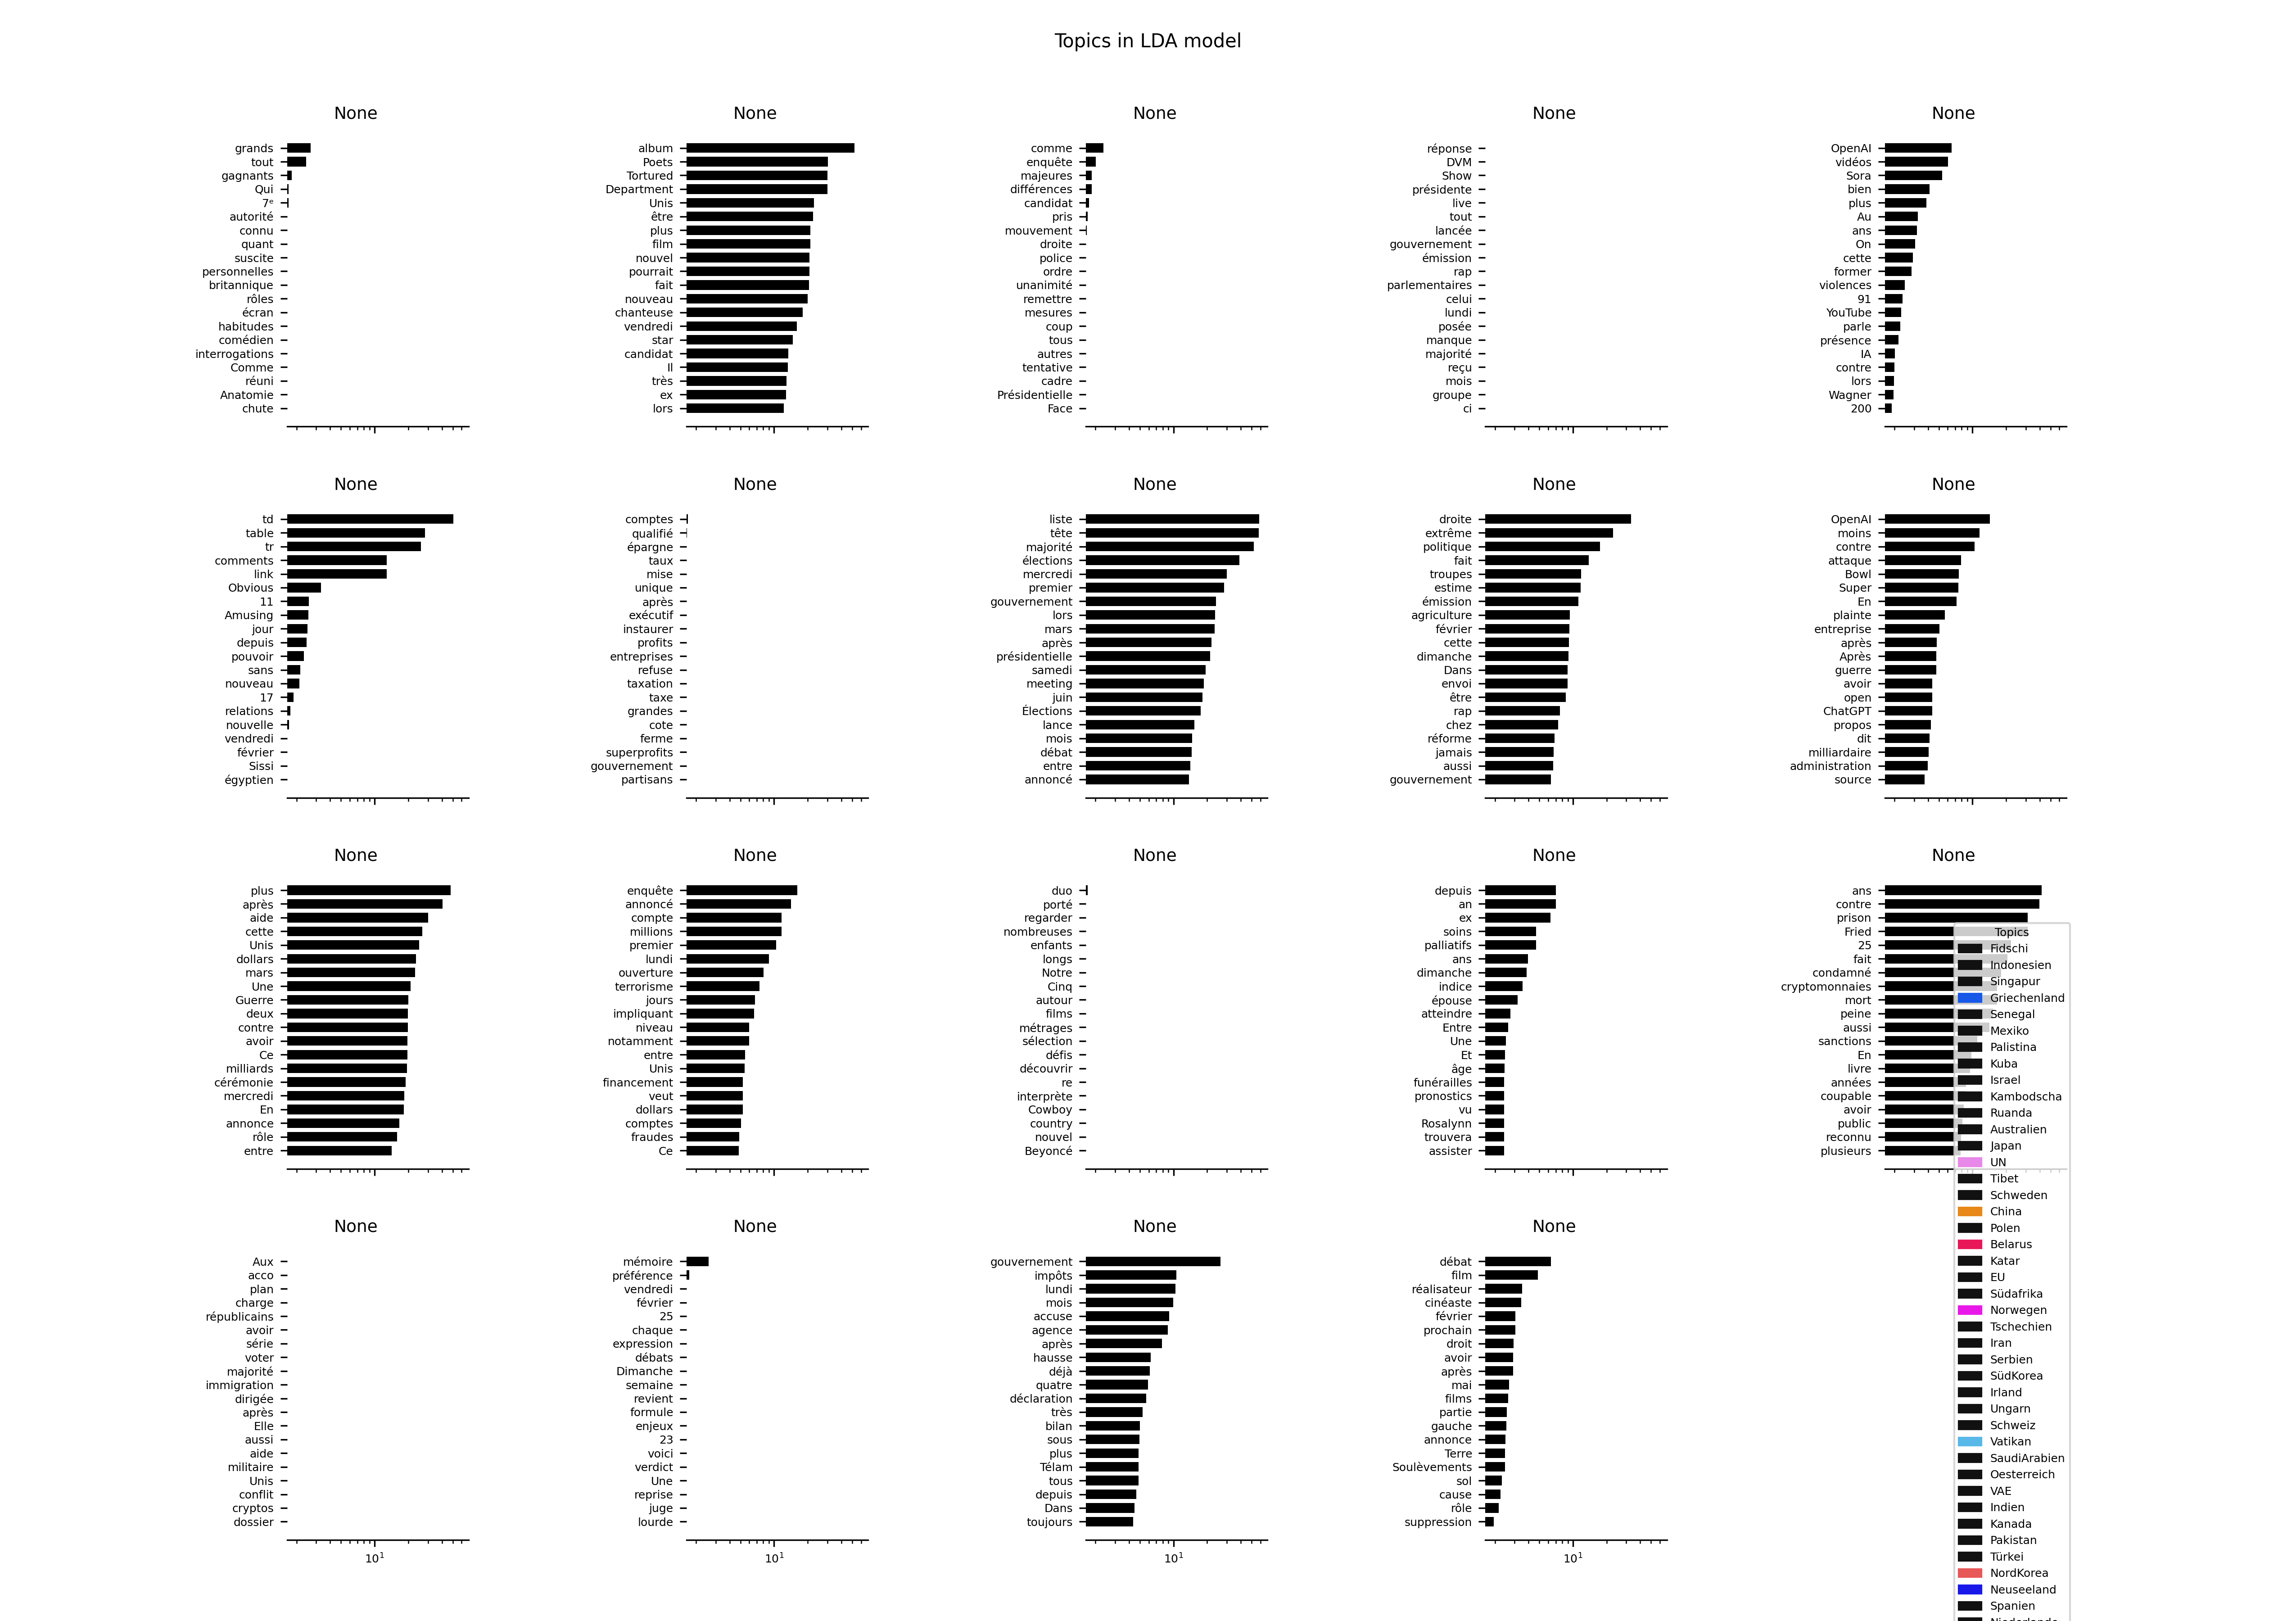 Topics in LDA model
None
grands
tout
gagnants
Qui
7ᵉ
autorité
connu
quant
suscite
personnelles
britannique
rôles
écran
habitudes
comédien
interrogations
Comme
réuni
Anatomie
chute
None
album
Poets
Tortured
Department
Unis
être
plus
film
nouvel
pourrait
fait
nouveau
chanteuse
vendredi
star
candidat
Il
très
ex
lors
None
comme
enquête
majeures
différences
candidat
pris
mouvement
droite
police
ordre
unanimité
remettre
mesures
coup
tous
autres
tentative
cadre
Présidentielle
Face
None
réponse
DVM
Show
présidente
live
tout
lancée
gouvernement
émission
rap
parlementaires
celui
lundi
posée
manque
majorité
reçu
mois
groupe
ci
None
OpenAI
vidéos
Sora
bien
plus
Au
ans
On
cette
former
violences
91
YouTube
parle
présence
IA
contre
lors
Wagner
200
None
td
table
tr
comments
link
Obvious
11
Amusing
jour
depuis
pouvoir
sans
nouveau
17
relations
nouvelle
vendredi
février
Sissi
égyptien
None
comptes
qualifié
épargne
taux
mise
unique
après
exécutif
instaurer
profits
entreprises
refuse
taxation
taxe
grandes
cote
ferme
superprofits
gouvernement
partisans
None
liste
tête
majorité
élections
mercredi
premier
gouvernement
lors
mars
après
présidentielle
samedi
meeting
juin
Élections
lance
mois
débat
entre
annoncé
None
droite
extrême
politique
fait
troupes
estime
émission
agriculture
février
cette
dimanche
Dans
envoi
être
rap
chez
réforme
jamais
aussi
gouvernement
None
OpenAI
moins
contre
attaque
Bowl
Super
En
plainte
entreprise
après
Après
guerre
avoir
open
ChatGPT
propos
dit
milliardaire
administration
source
None
plus
après
aide
cette
Unis
dollars
mars
Une
Guerre
deux
contre
avoir
Ce
milliards
cérémonie
mercredi
En
annonce
rôle
entre
None
enquête
annoncé
compte
millions
premier
lundi
ouverture
terrorisme
jours
impliquant
niveau
notamment
entre
Unis
financement
veut
dollars
comptes
fraudes
Ce
None
duo
porté
regarder
nombreuses
enfants
longs
Notre
Cinq
autour
films
métrages
sélection
défis
découvrir
re
interprète
Cowboy
country
nouvel
Beyoncé
None
depuis
an
ex
soins
palliatifs
ans
dimanche
indice
épouse
atteindre
Entre
Une
Et
âge
funérailles
pronostics
vu
Rosalynn
trouvera
assister
None
ans
contre
prison
Fried
25
fait
condamné
cryptomonnaies
mort
peine
aussi
sanctions
En
livre
années
coupable
avoir
public
reconnu
plusieurs
None
Aux
acco
plan
charge
républicains
avoir
série
voter
majorité
immigration
dirigée
après
Elle
aussi
aide
militaire
Unis
conflit
cryptos
dossier
10¹
None
mémoire
préférence
vendredi
février
25
chaque
expression
débats
Dimanche
semaine
revient
formule
enjeux
23
voici
verdict
Une
reprise
juge
lourde
10¹
None
gouvernement
impôts
lundi
mois
accuse
agence
après
hausse
déjà
quatre
déclaration
très
bilan
sous
plus
Télam
tous
depuis
Dans
toujours
10¹
None
débat
film
réalisateur
cinéaste
février
prochain
droit
avoir
après
mai
films
partie
gauche
annonce
Terre
Soulèvements
sol
cause
rôle
suppression
10¹
Topics
Fidschi
Indonesien
Singapur
Griechenland
Senegal
Mexiko
Palistina
Kuba
Israel
Kambodscha
Ruanda
Australien
Japan
UN
Tibet
Schweden
China
Polen
Belarus
Katar
EU
Südafrika
Norwegen
Tschechien
Iran
Serbien
SüdKorea
Irland
Ungarn
Schweiz
Vatikan
SaudiArabien
Oesterreich
VAE
Indien
Kanada
Pakistan
Türkei
NordKorea
Neuseeland
Spanien